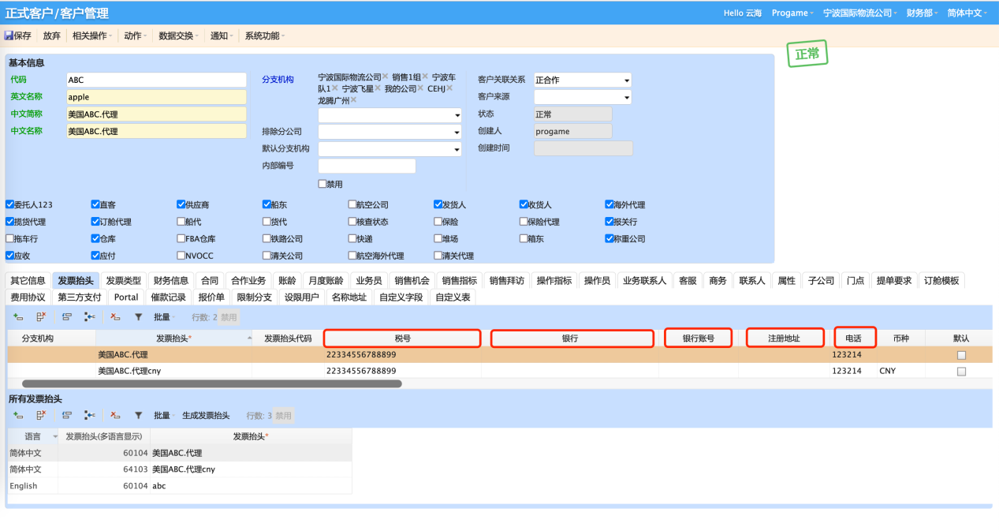 正式客户/客户管理 Hello 云海 Progame 宁波国际物流公司 财务部 简体中文
保存 放弃 相关操作 动作 数据交换 通知 系统功能
正常
基本信息
代码 ABC 分支机构 宁波国际物流公司 销售1组 宁波车 客户关联关系 正合作
队1 宁波飞星 我的公司 CEHJ
英文名称 apple 龙腾广州 客户来源
中文简称 美国ABC.代理 状态 正常
中文名称 美国ABC.代理 排除分公司 创建人 progame
默认分支机构 创建时间
内部编号
禁用
委托人123 直客 供应商 船东 航空公司 发货人 收货人 海外代理
揽货代理 订舱代理 船代 货代 核查状态 保险 保险代理 报关行
拖车行 仓库 FBA仓库 铁路公司 快递 堆场 箱东 称重公司
应收 应付 NVOCC 清关公司 航空海外代理 清关代理
其它信息 发票抬头 发票类型 财务信息 合同 合作业务 账龄 月度账龄 业务员 销售机会 销售指标 销售拜访 操作指标 操作员 业务联系人 客服 商务 联系人 属性 子公司 门点 提单要求 订舱模板
费用协议 第三方支付 Portal 催款记录 报价单 限制分支 设限用户 名称地址 自定义字段 自定义表
批量 行数: 2 禁用
分支机构 发票抬头* 发票抬头代码 税号 银行 银行账号 注册地址 电话 币种 默认
美国ABC.代理 22334556788899 123214
美国ABC.代理cny 22334556788899 123214 CNY
所有发票抬头
批量 生成发票抬头 行数: 3 禁用
语言 发票抬头(多语言显示) 发票抬头*
简体中文 60104 美国ABC.代理
简体中文 64103 美国ABC.代理cny
English 60104 abc